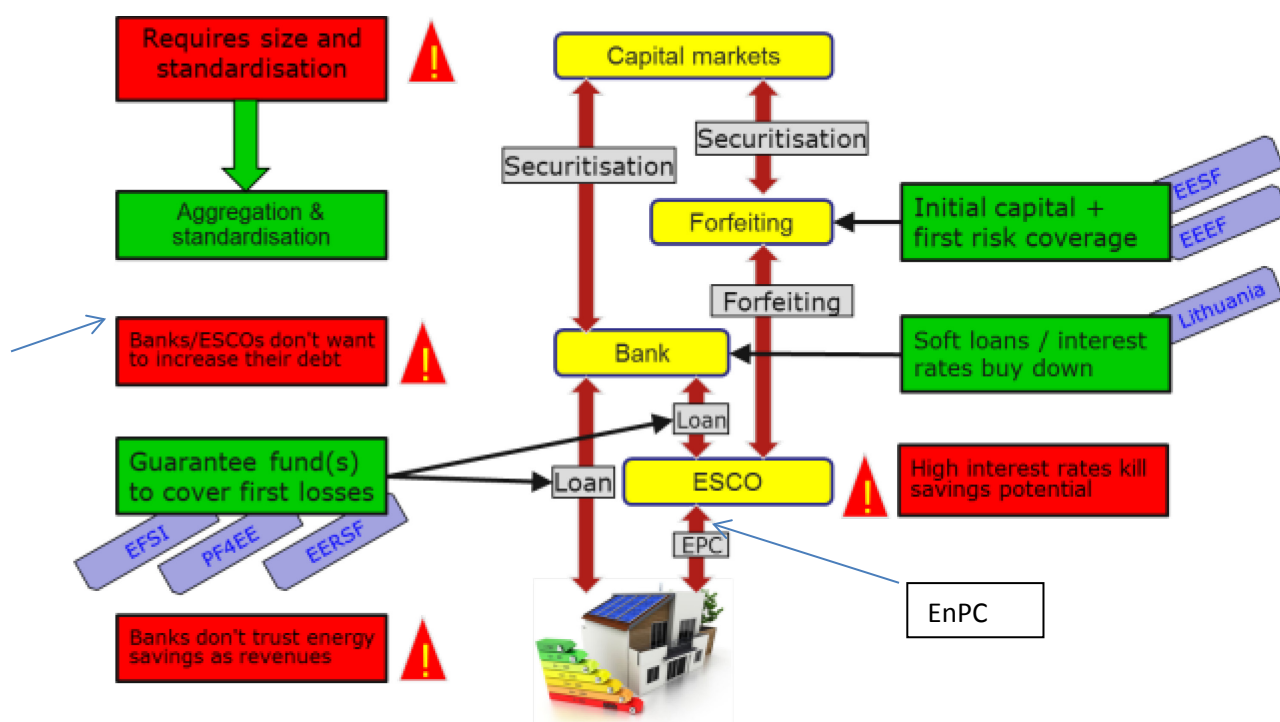 Requires size and
standardisation
Capital markets
Securitisation
Securitisation
Aggregation &
standardisation
Forfeiting
Initial capital +
first risk coverage
EESF
EEEF
Forfeiting
Lithuania
Banks/ESCOs don't want
to increase their debt
Bank
Soft loans / interest
rates buy down
Loan
Guarantee fund(s)
to cover first losses
Loan
ESCO
High interest rates kill
savings potential
EFSI
PF4EE
EERSF
EPC
EnPC
Banks don't trust energy
savings as revenues